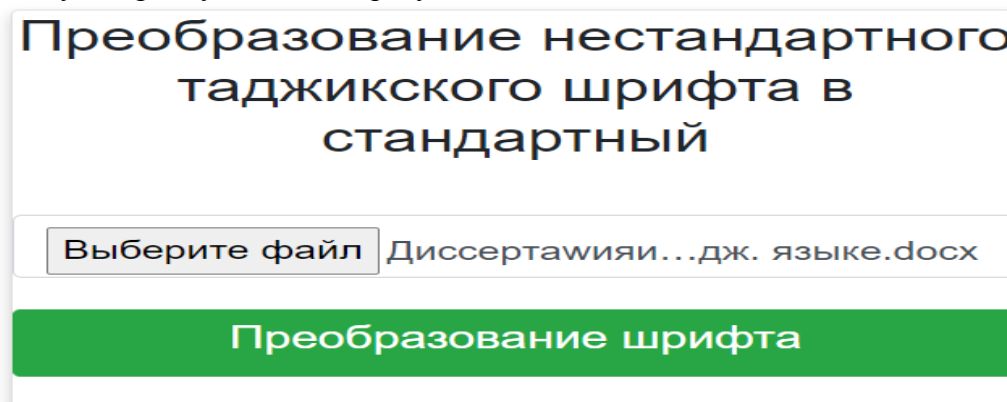 Преобразование нестандартного
таджикского шрифта в
стандартный
Выберите файл Диссертаwияи...дж. языке.docx
Преобразование шрифта